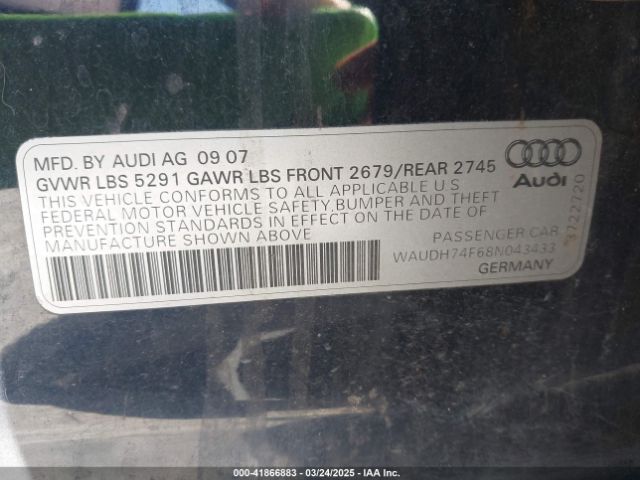 MFD. BY AUDI AG 09 07
GVWR LBS 5291 GAWR LBS FRONT 2679/REAR 2745
THIS VEHICLE CONFORMS TO ALL APPLICABLE U S
FEDERAL MOTOR VEHICLE SAFETY,BUMPER AND THEFT
PREVENTION STANDARDS IN EFFECT ON THE DATE OF
MANUFACTURE SHOWN ABOVE
Audi
PASSENGER CAR
WAUDH74F68N043433
GERMANY
3722720
000-41866883 - 03/24/2025 - IAA Inc.